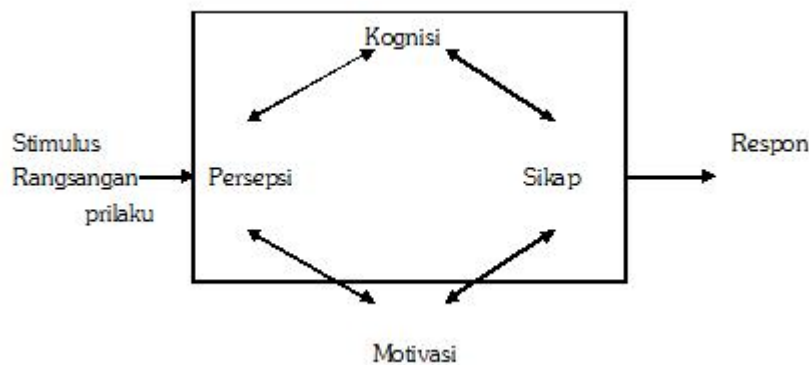 Kognisi
Stimulus
Respon
Rangsangan
Persepsi
Sikap
prilaku
Motivasi